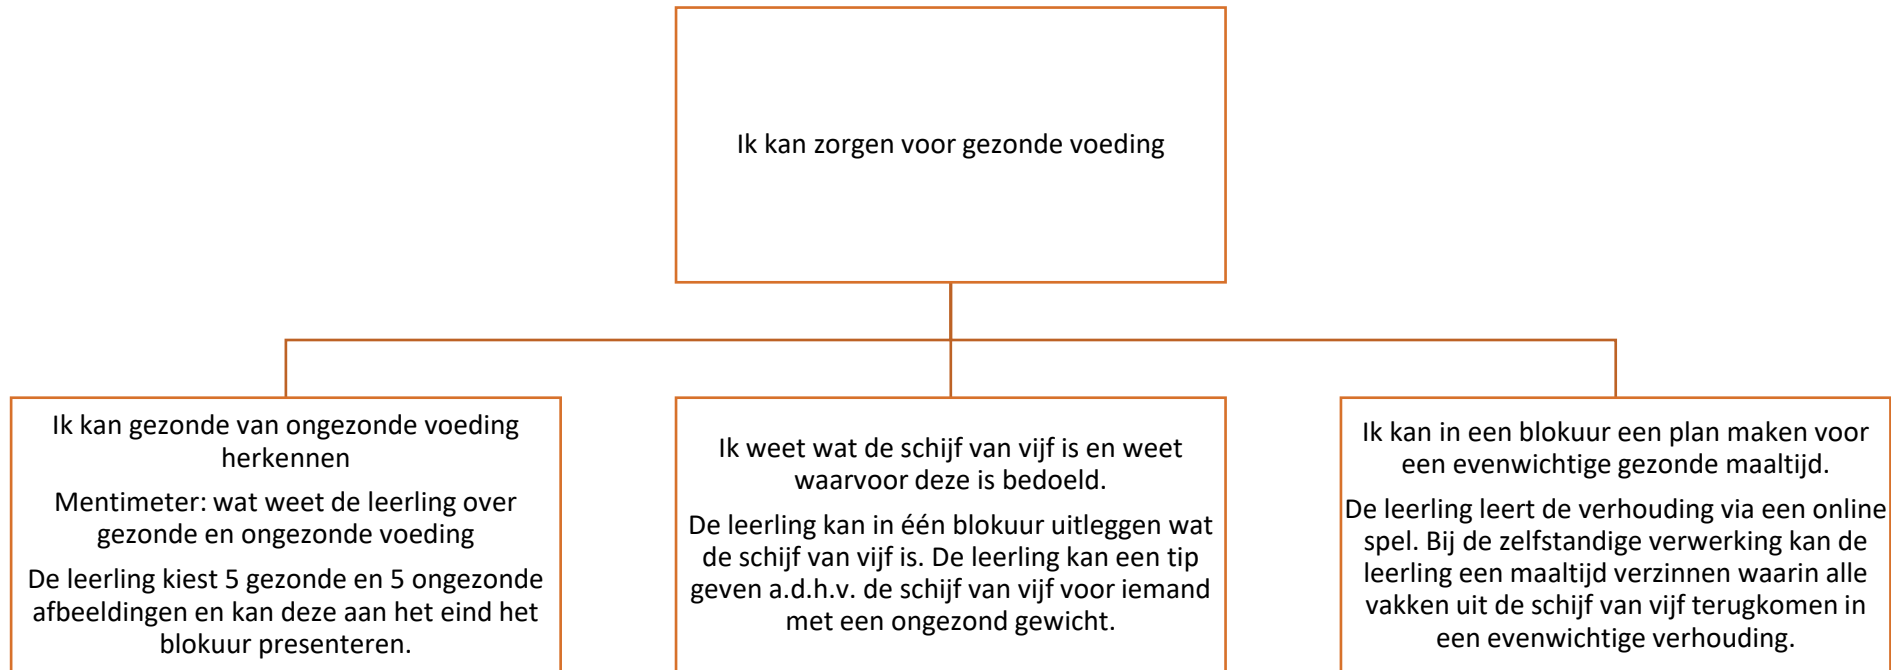 Ik kan zorgen voor gezonde voeding
Ik kan gezonde van ongezonde voeding
herkennen
Mentimeter: wat weet de leerling over
gezonde en ongezonde voeding
De leerling kiest 5 gezonde en 5 ongezonde
afbeeldingen en kan deze aan het eind het
blokuur presenteren.
Ik weet wat de schijf van vijf is en weet
waarvoor deze is bedoeld.
De leerling kan in één blokuur uitleggen wat
de schijf van vijf is. De leerling kan een tip
geven a.d.h.v. de schijf van vijf voor iemand
met een ongezond gewicht.
Ik kan in een blokuur een plan maken voor
een evenwichtige gezonde maaltijd.
De leerling leert de verhouding via een online
spel. Bij de zelfstandige verwerking kan de
leerling een maaltijd verzinnen waarin alle
vakken uit de schijf van vijf terugkomen in
een evenwichtige verhouding.